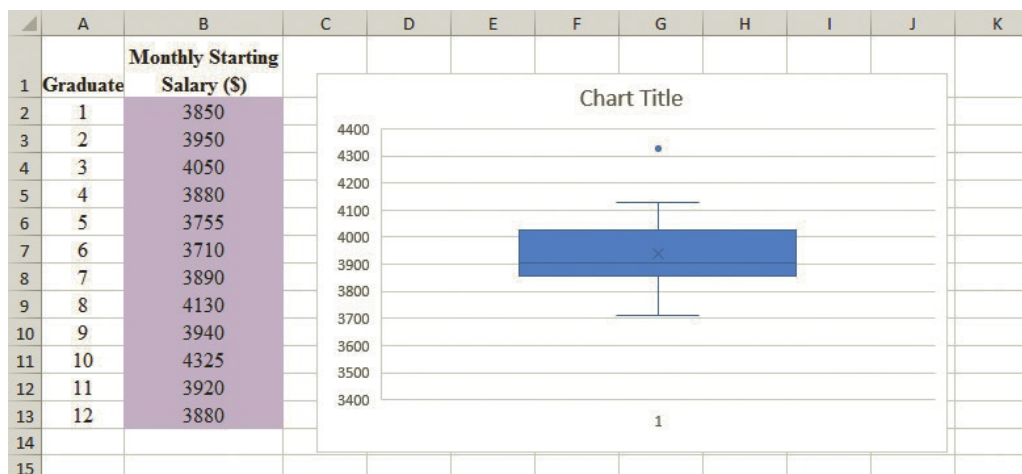 A B C D E F G H I J K
Monthly Starting
1 Graduate Salary ($)
2 1 3850
3 2 3950
4 3 4050
5 4 3880
6 5 3755
7 6 3710
8 7 3890
9 8 4130
10 9 3940
11 10 4325
12 11 3920
13 12 3880
14
15
Chart Title
4400
4300
4200
4100
4000
3900
3800
3700
3600
3500
3400
1